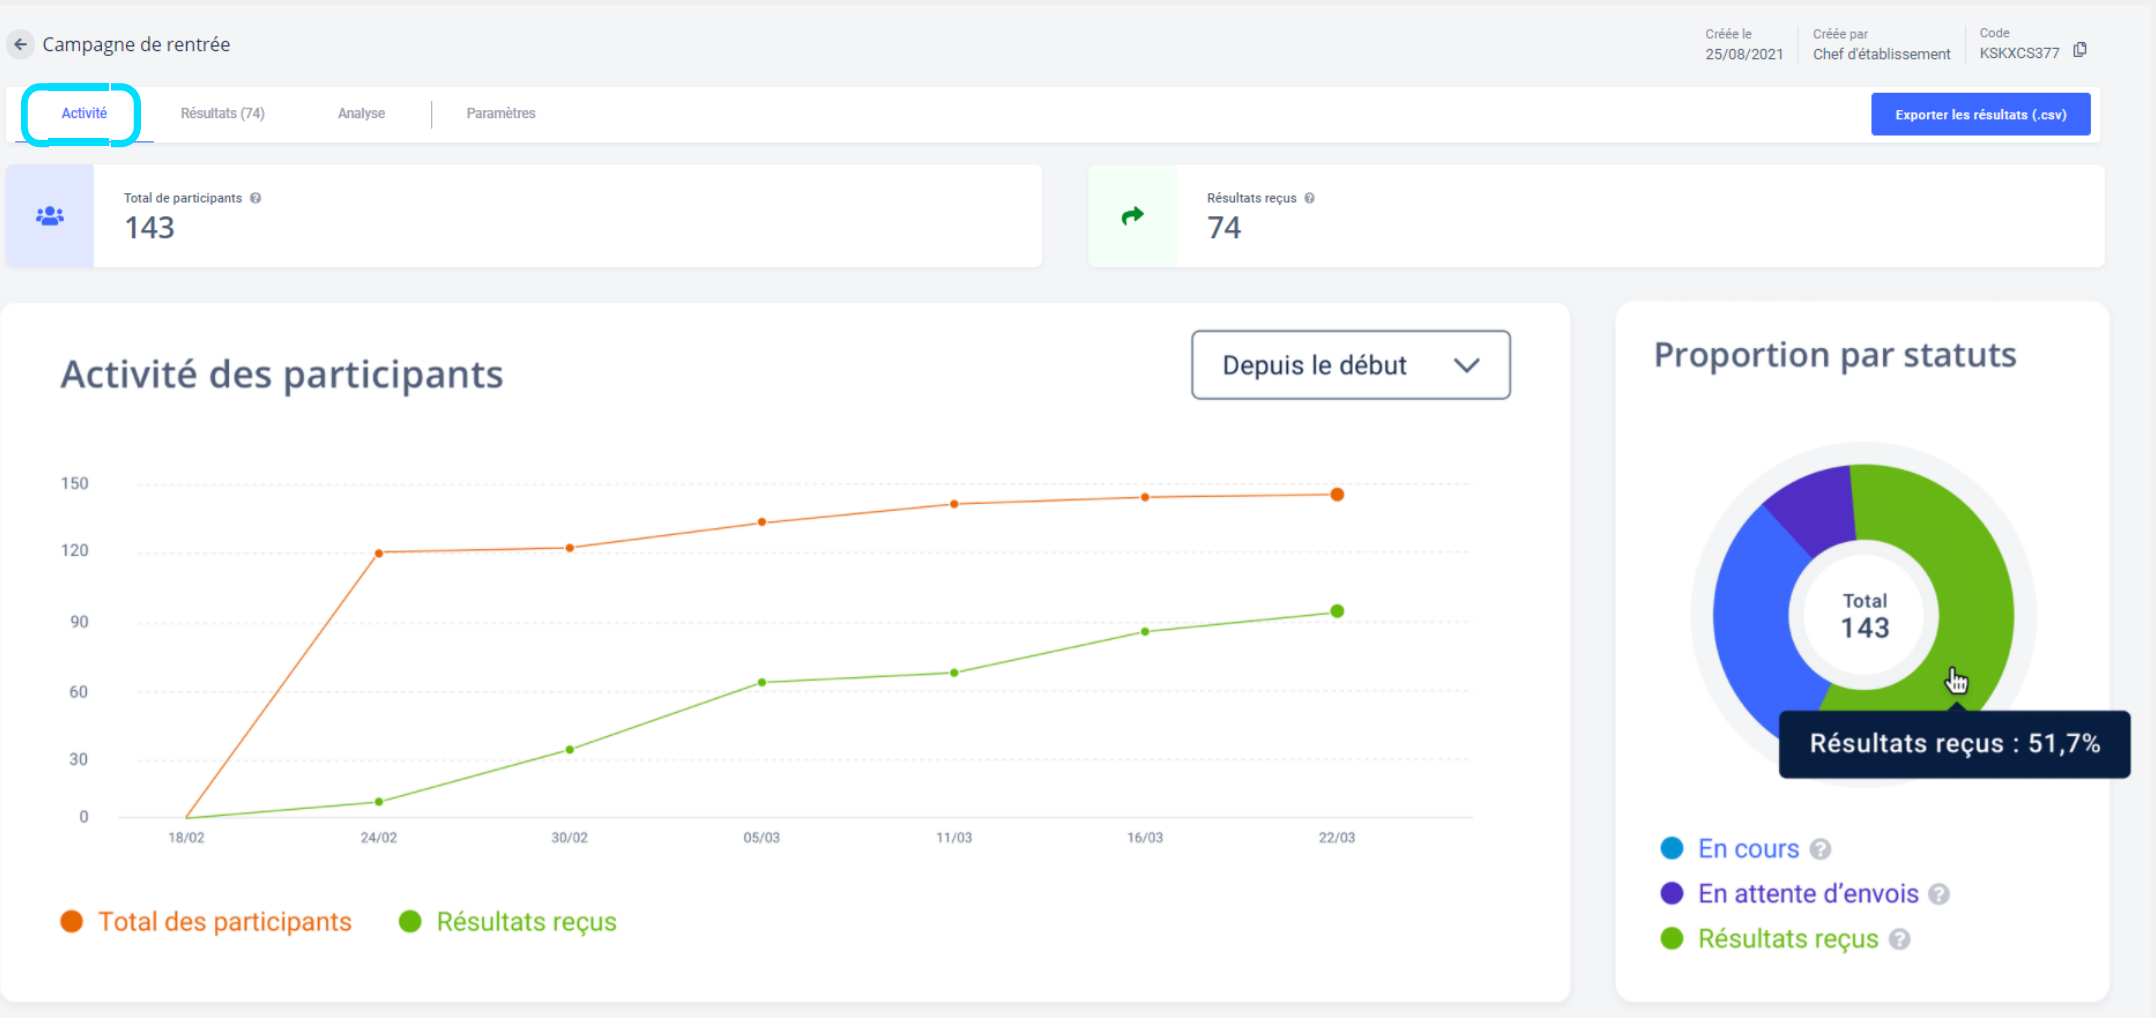 Campagne de rentrée
Créée le
25/08/2021
Créée par
Chef d'établissement
Code
KSKXCS377
Activité
Résultats (74)
Analyse
Paramètres
Exporter les résultats (.csv)
Total de participants
143
Résultats reçus
74
Activité des participants
Depuis le début
150
120
90
60
30
0
18/02
24/02
30/02
05/03
11/03
16/03
22/03
Total des participants
Résultats reçus
Proportion par statuts
Total
143
Résultats reçus : 51,7%
En cours ?
En attente d’envois ?
Résultats reçus ?